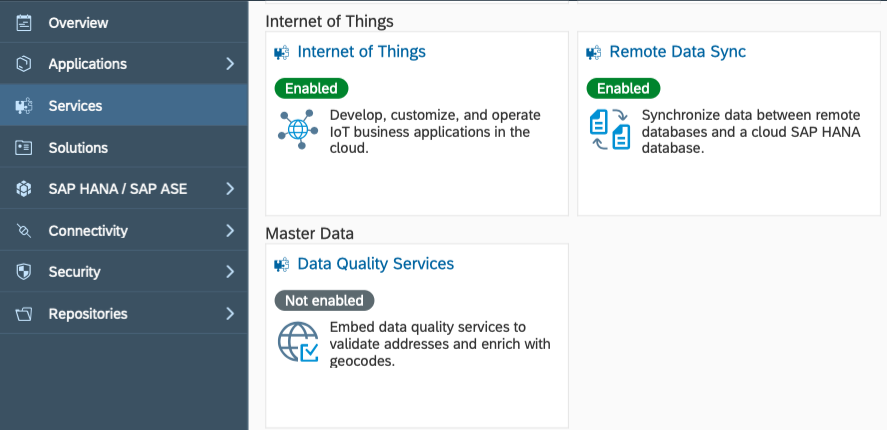 Overview
Applications
Services
Solutions
SAP HANA / SAP ASE
Connectivity
Security
Repositories
Internet of Things
Internet of Things
Enabled
Develop, customize, and operate
IoT business applications in the
cloud.
Remote Data Sync
Enabled
Synchronize data between remote
databases and a cloud SAP HANA
database.
Master Data
Data Quality Services
Not enabled
Embed data quality services to
validate addresses and enrich with
geocodes.